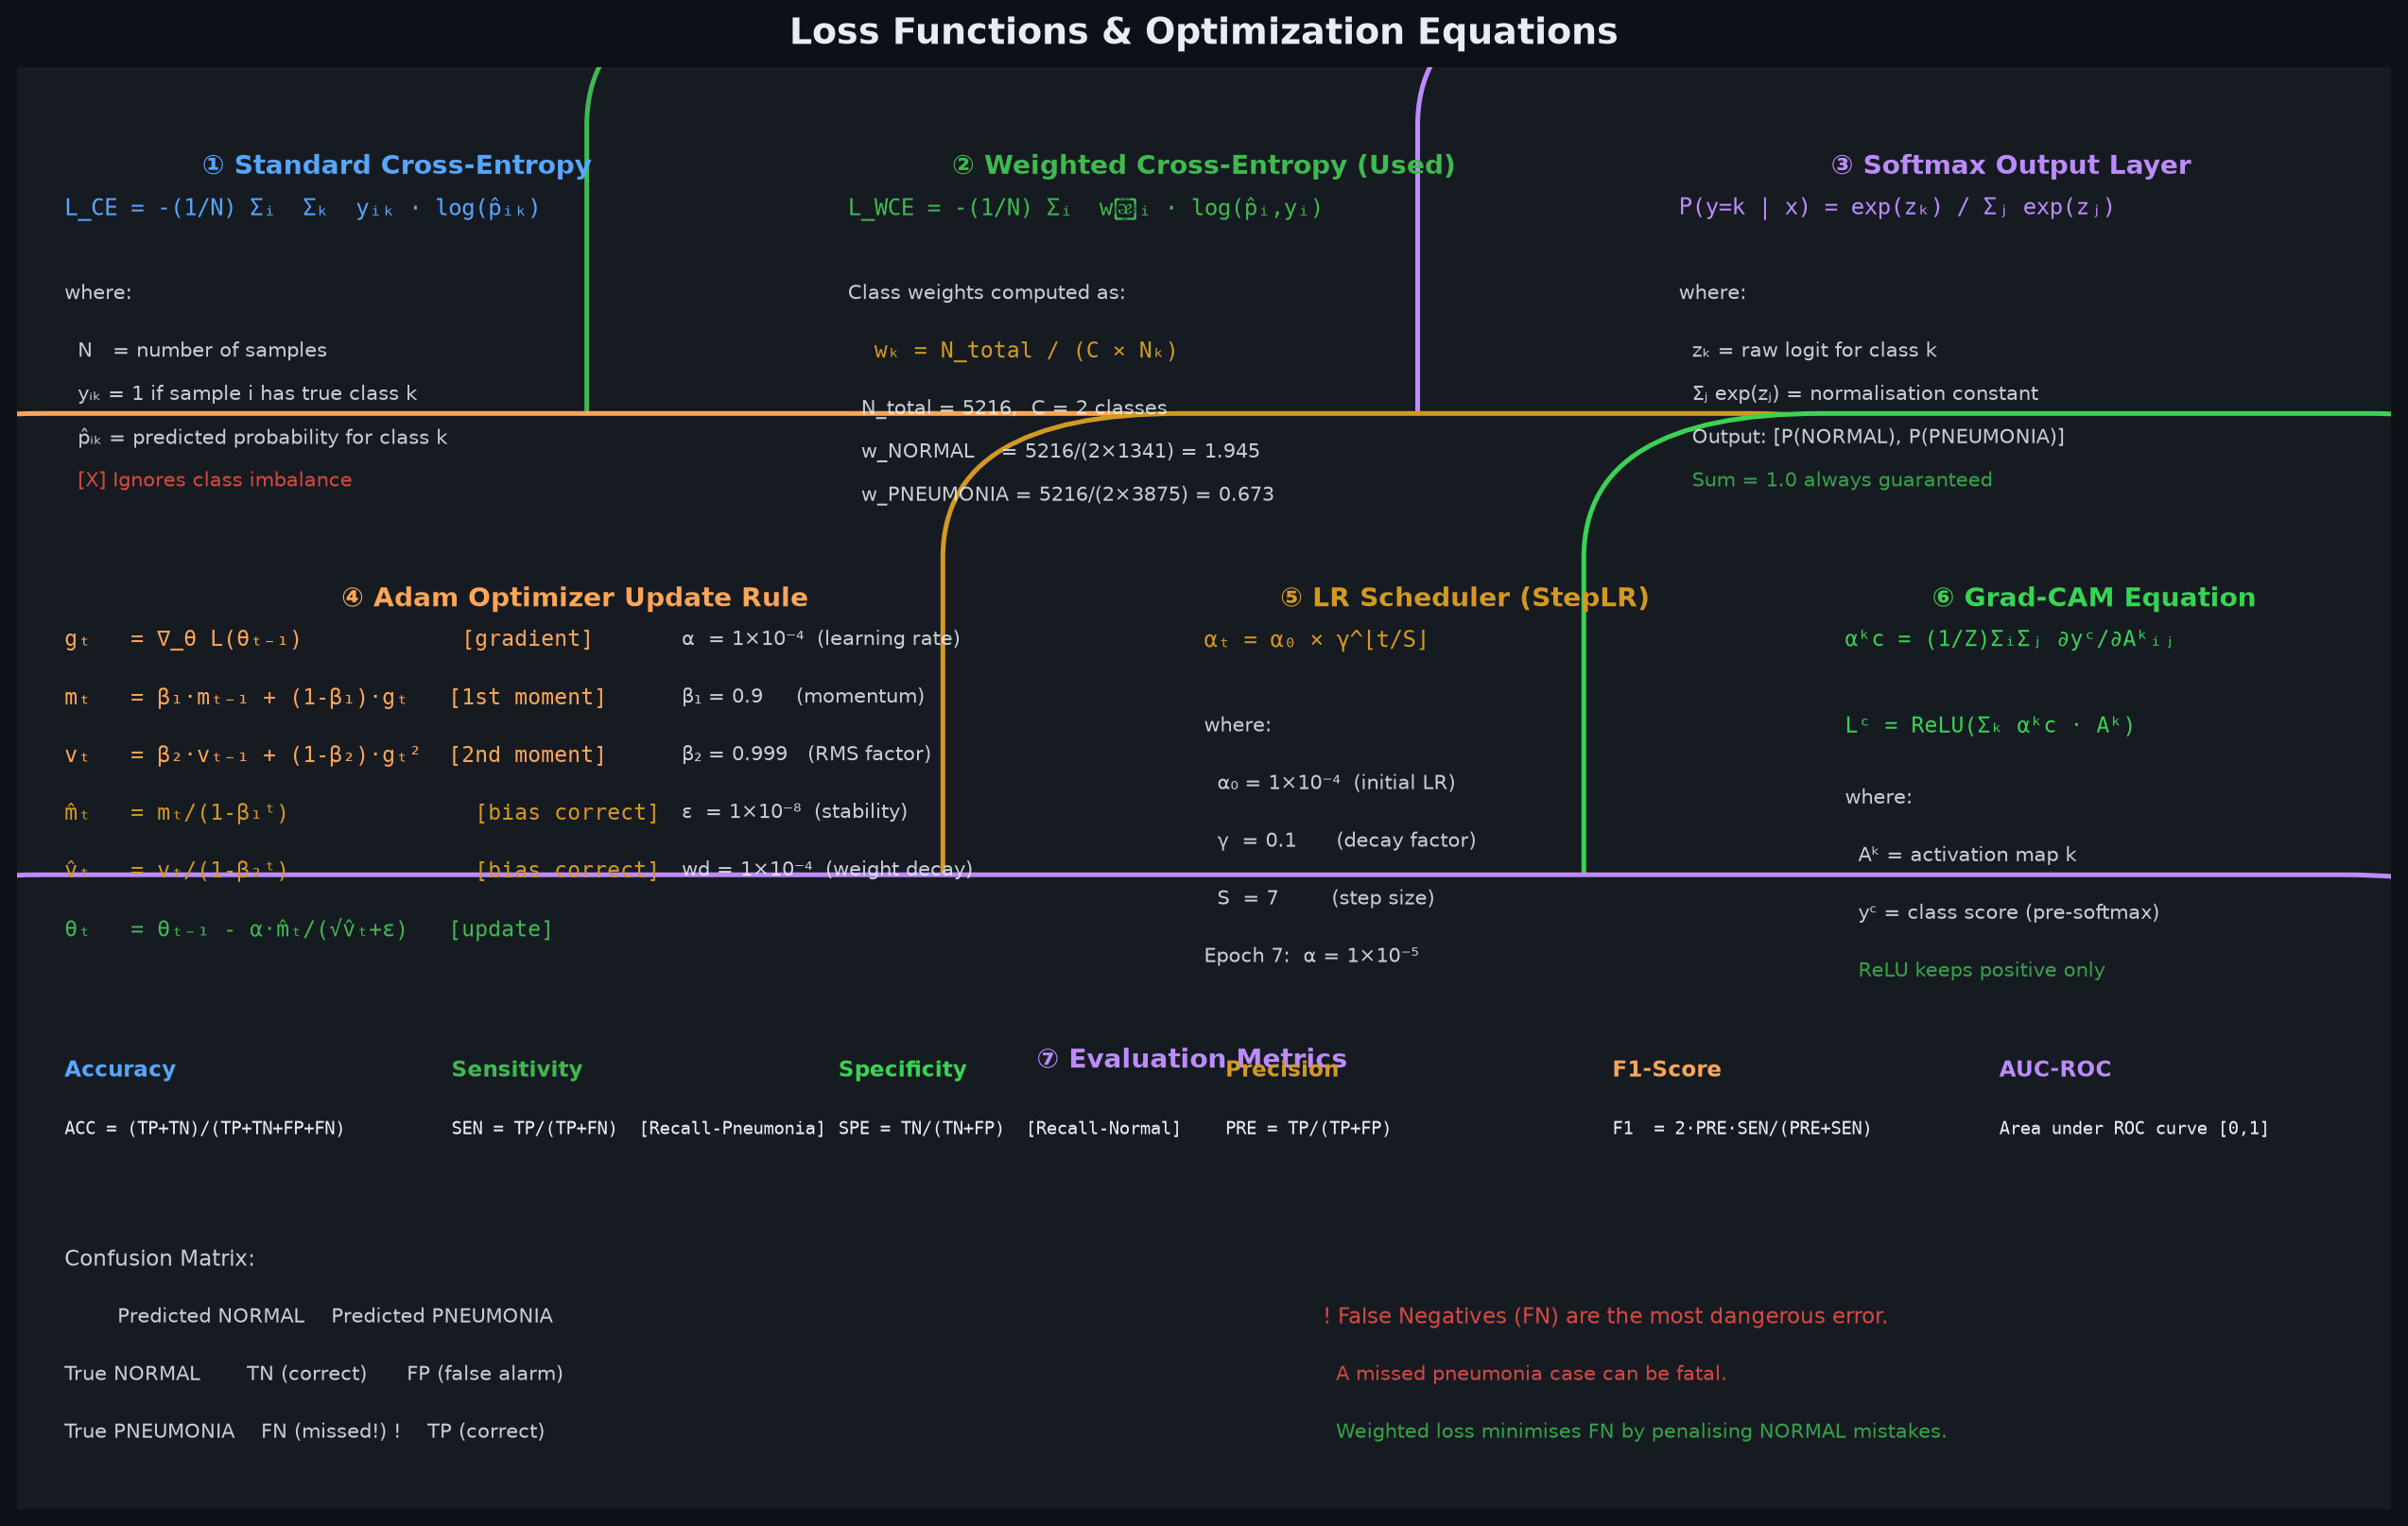 Loss Functions & Optimization Equations
① Standard Cross-Entropy
L_CE = -(1/N) Σᵢ  Σₖ  yᵢₖ · log(p̂ᵢₖ)
where:
N   = number of samples
yᵢₖ = 1 if sample i has true class k
p̂ᵢₖ = predicted probability for class k
[X] Ignores class imbalance
② Weighted Cross-Entropy (Used)
L_WCE = -(1/N) Σᵢ  wᵢ · log(p̂ᵢ,yᵢ)
Class weights computed as:
wₖ = N_total / (C × Nₖ)
N_total = 5216,  C = 2 classes
w_NORMAL    = 5216/(2×1341) = 1.945
w_PNEUMONIA = 5216/(2×3875) = 0.673
③ Softmax Output Layer
P(y=k | x) = exp(zₖ) / Σⱼ exp(zⱼ)
where:
zₖ = raw logit for class k
Σⱼ exp(zⱼ) = normalisation constant
Output: [P(NORMAL), P(PNEUMONIA)]
Sum = 1.0 always guaranteed
④ Adam Optimizer Update Rule
gₜ   = ∇_θ L(θₜ₋₁)            [gradient]   α  = 1×10⁻⁴  (learning rate)
mₜ   = β₁·mₜ₋₁ + (1-β₁)·gₜ   [1st moment]   β₁ = 0.9     (momentum)
vₜ   = β₂·vₜ₋₁ + (1-β₂)·gₜ²  [2nd moment]   β₂ = 0.999   (RMS factor)
m̂ₜ   = mₜ/(1-β₁ᵗ)              [bias correct]   ε  = 1×10⁻⁸  (stability)
v̂ₜ   = vₜ/(1-β₂ᵗ)              [bias correct]   wd = 1×10⁻⁴  (weight decay)
θₜ   = θₜ₋₁ - α·m̂ₜ/(√v̂ₜ+ε)   [update]
⑤ LR Scheduler (StepLR)
αₜ = α₀ × γ^⌊t/S⌋
where:
α₀ = 1×10⁻⁴  (initial LR)
γ  = 0.1      (decay factor)
S  = 7        (step size)
Epoch 7:  α = 1×10⁻⁵
⑥ Grad-CAM Equation
αᵏc = (1/Z)ΣᵢΣⱼ ∂yᶜ/∂Aᵏᵢⱼ
Lᶜ = ReLU(Σₖ αᵏc · Aᵏ)
where:
Aᵏ = activation map k
yᶜ = class score (pre-softmax)
ReLU keeps positive only
⑦ Evaluation Metrics
Accuracy
ACC = (TP+TN)/(TP+TN+FP+FN)
Sensitivity
SEN = TP/(TP+FN)  [Recall-Pneumonia]
Specificity
SPE = TN/(TN+FP)  [Recall-Normal]
Precision
PRE = TP/(TP+FP)
F1-Score
F1  = 2·PRE·SEN/(PRE+SEN)
AUC-ROC
Area under ROC curve [0,1]
Confusion Matrix:
Predicted NORMAL    Predicted PNEUMONIA
True NORMAL       TN (correct)      FP (false alarm)
True PNEUMONIA    FN (missed!) !    TP (correct)
! False Negatives (FN) are the most dangerous error.
A missed pneumonia case can be fatal.
Weighted loss minimises FN by penalising NORMAL mistakes.